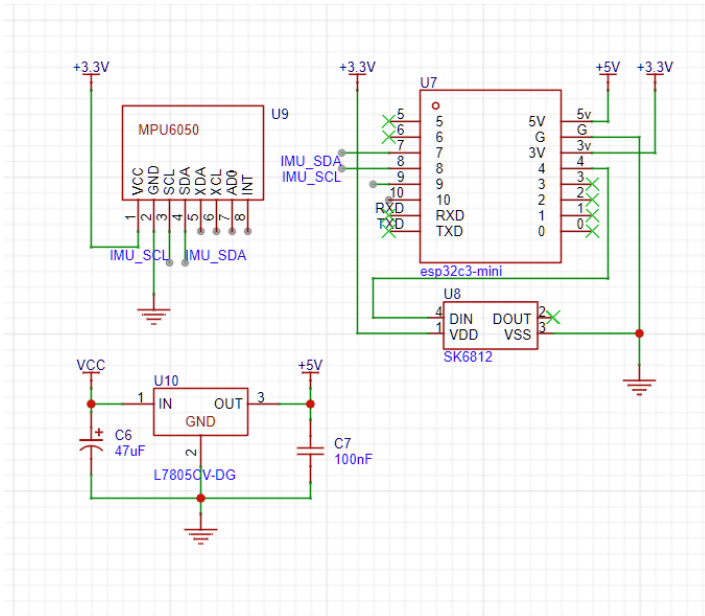 +3.3V
U9
MPU6050
VCC
GND
SCL
SDA
XDA
XCL
AD0
INT
1
2
3
4
5
6
7
8
IMU_SCL
IMU_SDA
+3.3V
U7
+5V
+3.3V
5 5
6 6
7 7
8 8
9 9
10 10
RXD RXD
TXD TXD
5V 5v
G G
3V 3v
4 4
3 3
2 2
1 1
0 0
IMU_SDA
IMU_SCL
esp32c3-mini
U8
4 DIN
1 VDD
DOUT 2
VSS 3
SK6812
VCC
U10
+5V
1 IN
OUT 3
GND
2
L7805CV-DG
C6
47uF
C7
100nF